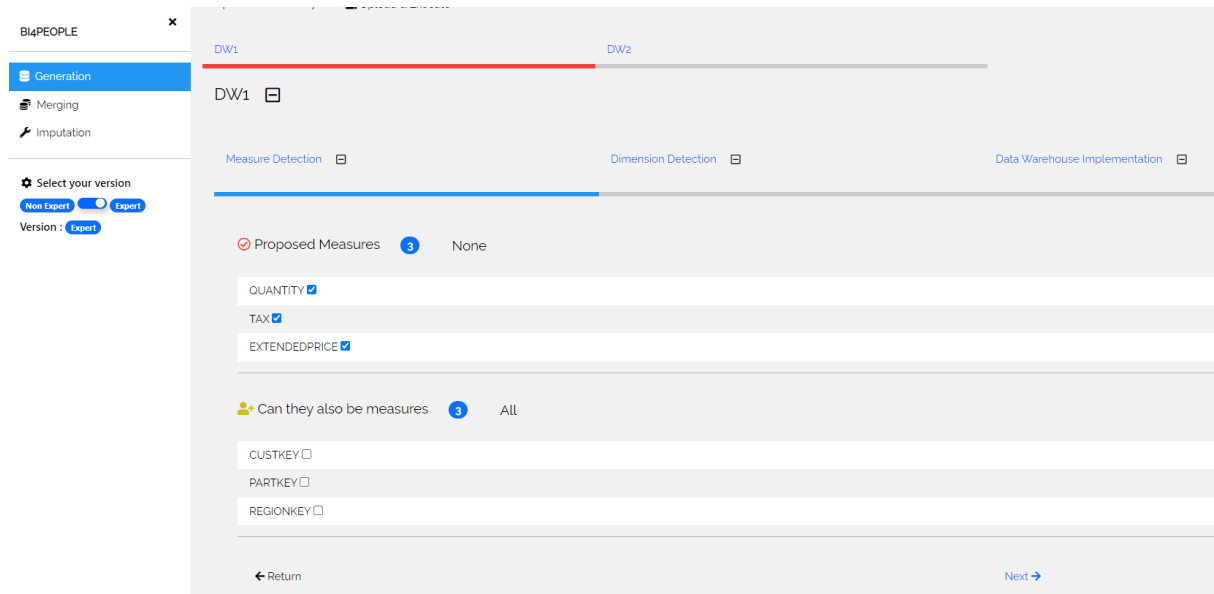 BI4PEOPLE ×
Generation
Merging
Imputation
Select your version
Non Expert Expert
Version : Expert
DW1 DW2
DW1
Measure Detection Dimension Detection Data Warehouse Implementation
Proposed Measures 3 None
QUANTITY
TAX
EXTENDEDPRICE
Can they also be measures 3 All
CUSTKEY
PARTKEY
REGIONKEY
Return Next